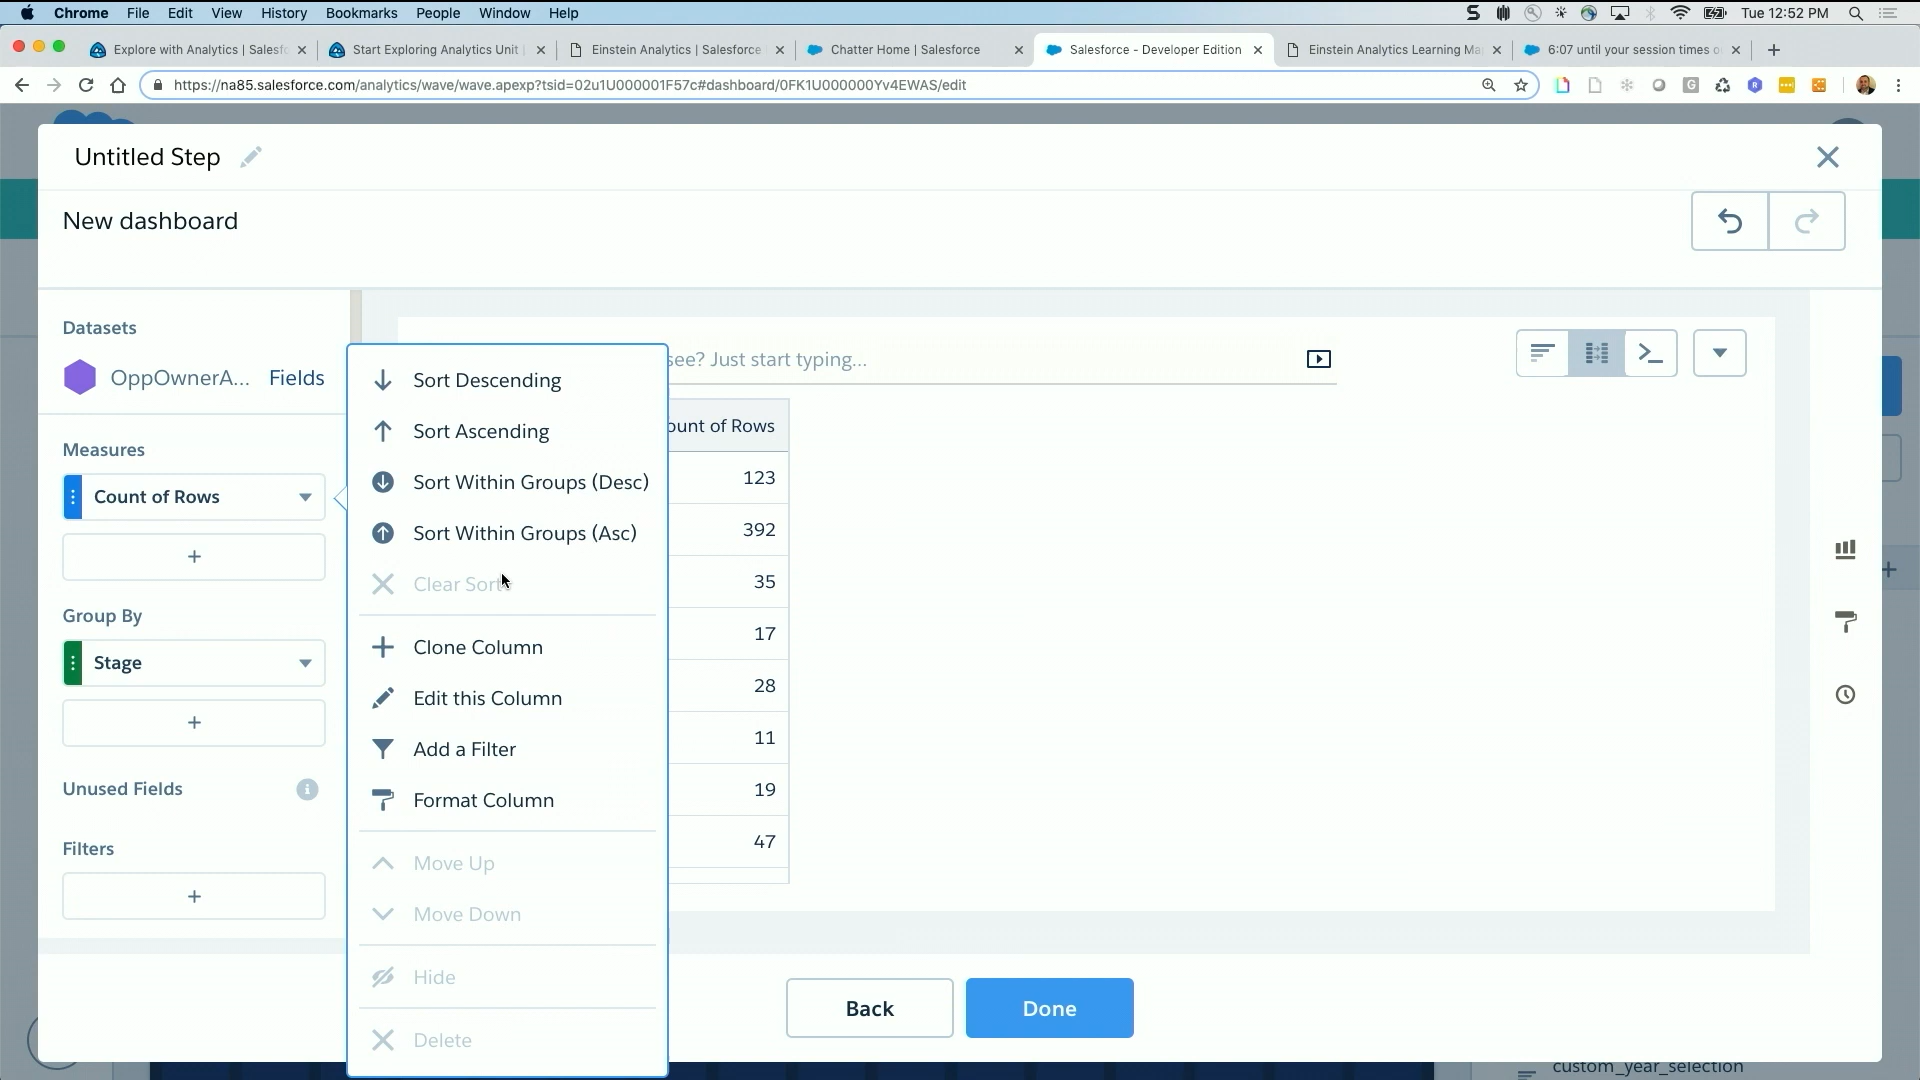 Chrome File Edit View History Bookmarks People Window Help Tue 12:52 PM
Explore with Analytics | Salesf
Start Exploring Analytics Unit |
Einstein Analytics | Salesforce
Chatter Home | Salesforce
Salesforce - Developer Edition
Einstein Analytics Learning Ma
6:07 until your session times o
https://na85.salesforce.com/analytics/wave/wave.apexp?tsid=02u1U000001F57c#dashboard/0FK1U000000Yv4EWAS/edit
Untitled Step
New dashboard
Datasets
OppOwnerA... Fields
Measures
Count of Rows
+
Group By
Stage
+
Unused Fields
Filters
+
Sort Descending
Sort Ascending
Sort Within Groups (Desc)
Sort Within Groups (Asc)
Clear Sort
Clone Column
Edit this Column
Add a Filter
Format Column
Move Up
Move Down
Hide
Delete
see? Just start typing...
ount of Rows
123
392
35
17
28
11
19
47
Back
Done
custom_year_selection